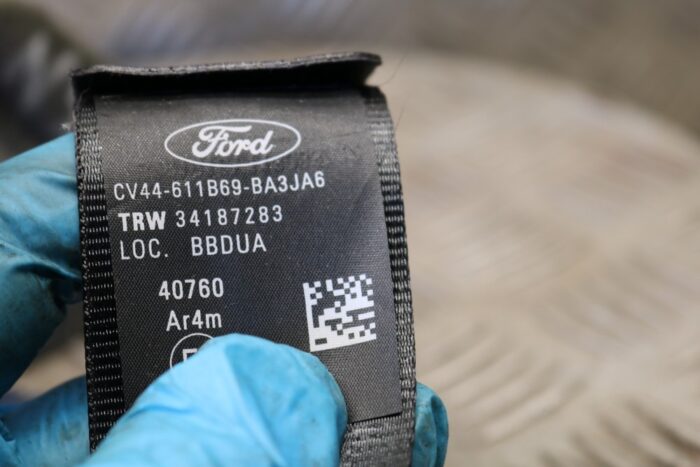 Ford
CV44-611B69-BA3JA6
TRW 34187283
LOC. BBDUA
40760
Ar4m